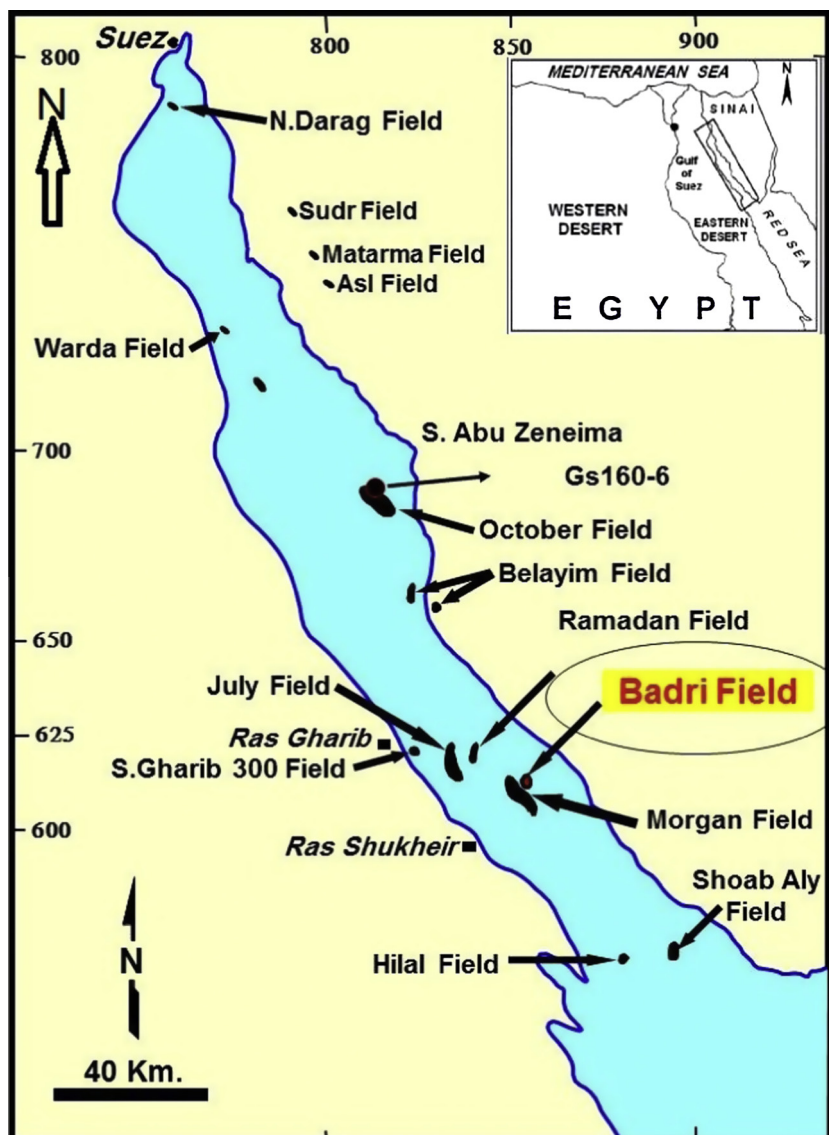 Suez
800
850
900
800
N
N.Darag Field
Sudr Field
Matarma Field
Asl Field
Warda Field
MEDITERRANEAN SEA
N
SINAI
Gulf
of
Suez
WESTERN
DESERT
EASTERN
DESERT
RED SEA
E G Y P T
S. Abu Zeneima
700
Gs160-6
October Field
Belayim Field
Ramadan Field
650
July Field
Badri Field
625
Ras Gharib
S.Gharib 300 Field
600
Morgan Field
Ras Shukheir
Shoab Aly
Field
N
Hilal Field
40 Km.